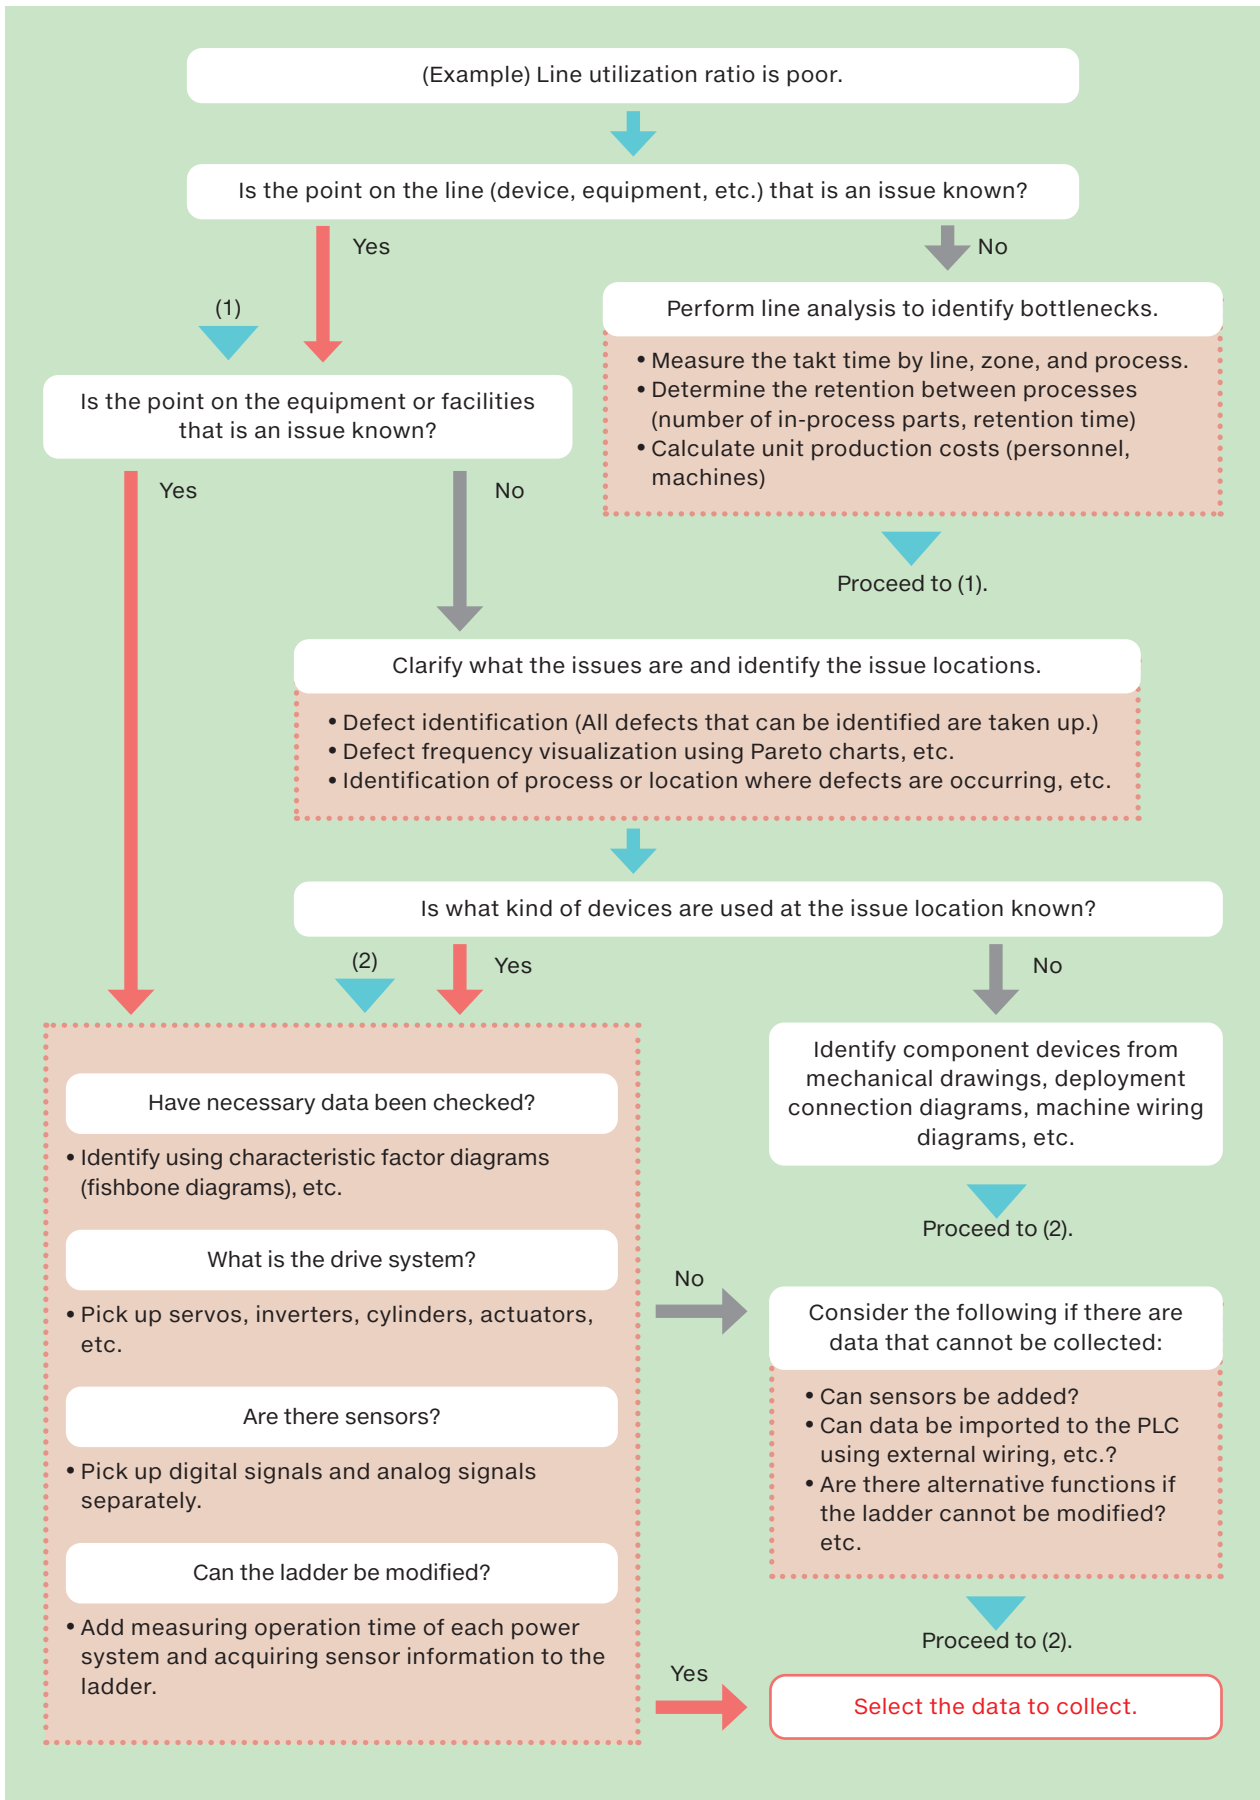 (Example) Line utilization ratio is poor.
Is the point on the line (device, equipment, etc.) that is an issue known?
Yes
No
(1)
Perform line analysis to identify bottlenecks.
• Measure the takt time by line, zone, and process.
• Determine the retention between processes
(number of in-process parts, retention time)
• Calculate unit production costs (personnel,
machines)
Proceed to (1).
Is the point on the equipment or facilities
that is an issue known?
Yes
No
Clarify what the issues are and identify the issue locations.
• Defect identification (All defects that can be identified are taken up.)
• Defect frequency visualization using Pareto charts, etc.
• Identification of process or location where defects are occurring, etc.
Is what kind of devices are used at the issue location known?
(2)
Yes
No
Identify component devices from
mechanical drawings, deployment
connection diagrams, machine wiring
diagrams, etc.
Proceed to (2).
Have necessary data been checked?
• Identify using characteristic factor diagrams
(fishbone diagrams), etc.
What is the drive system?
• Pick up servos, inverters, cylinders, actuators,
etc.
Are there sensors?
• Pick up digital signals and analog signals
separately.
Can the ladder be modified?
• Add measuring operation time of each power
system and acquiring sensor information to the
ladder.
No
Consider the following if there are
data that cannot be collected:
• Can sensors be added?
• Can data be imported to the PLC
using external wiring, etc.?
• Are there alternative functions if
the ladder cannot be modified?
etc.
Proceed to (2).
Yes
Select the data to collect.